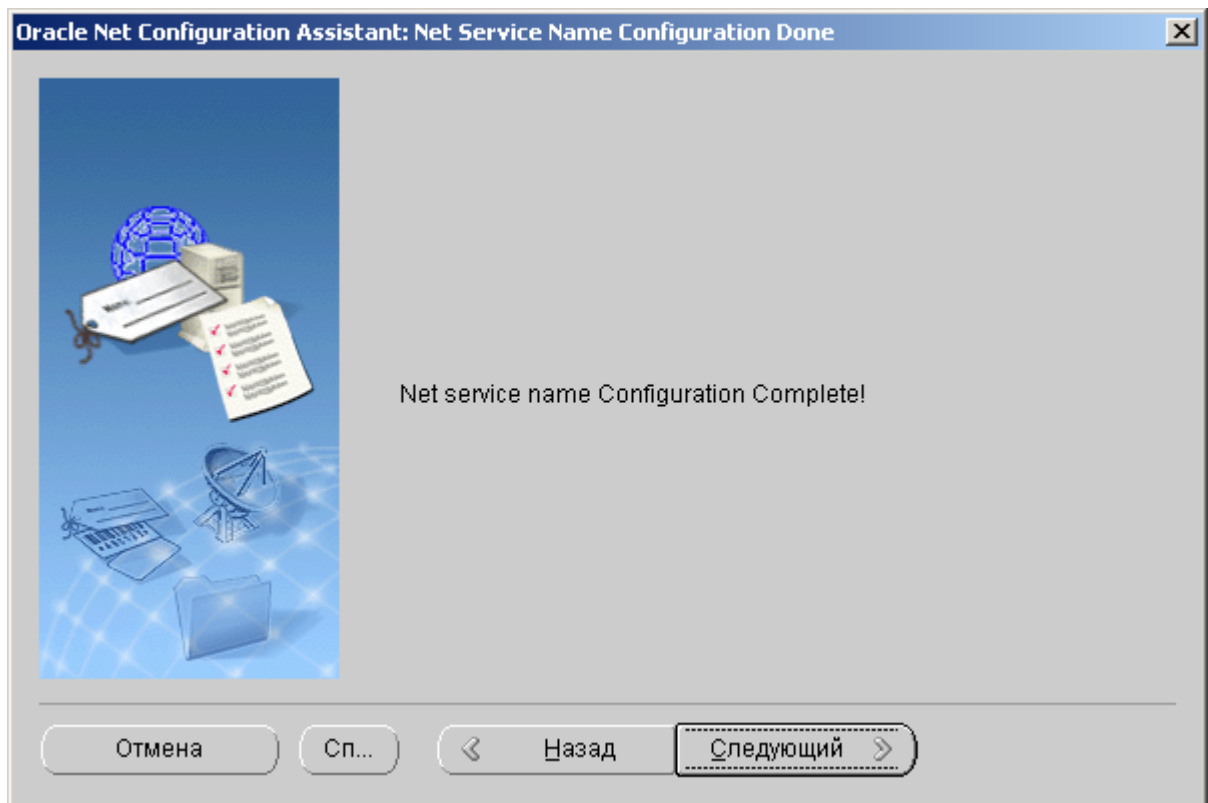 Oracle Net Configuration Assistant: Net Service Name Configuration Done
Net service name Configuration Complete!
Отмена
Сп...
Назад
Следующий